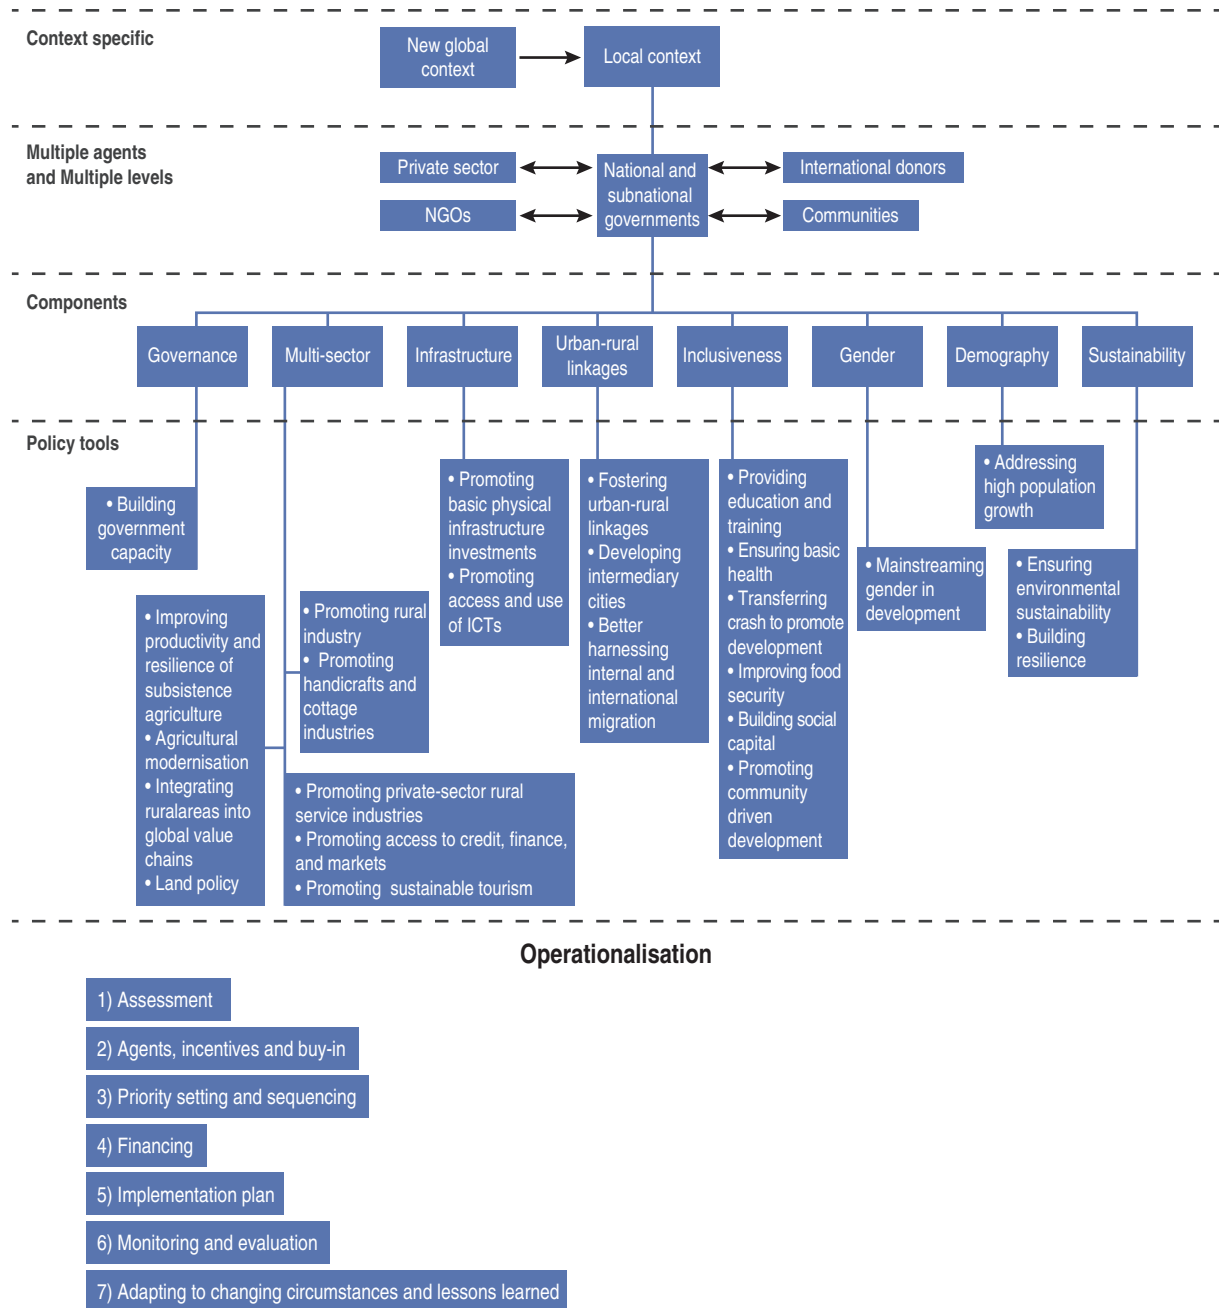 Context specific
New global
context
Local context
Multiple agents
and Multiple levels
Private sector
NGOs
National and
subnational
governments
International donors
Communities
Components
Governance
Multi-sector
Infrastructure
Urban-rural
linkages
Inclusiveness
Gender
Demography
Sustainability
Policy tools
• Building
government
capacity
• Improving
productivity and
resilience of
subsistence
agriculture
• Agricultural
modernisation
• Integrating
ruralareas into
global value
chains
• Land policy
• Promoting rural
industry
• Promoting
handicrafts and
cottage
industries
• Promoting private-sector rural
service industries
• Promoting access to credit, finance,
and markets
• Promoting sustainable tourism
• Promoting
basic physical
infrastructure
investments
• Promoting
access and use
of ICTs
• Fostering
urban-rural
linkages
• Developing
intermediary
cities
• Better
harnessing
internal and
international
migration
• Providing
education and
training
• Ensuring basic
health
• Transferring
crash to promote
development
• Improving food
security
• Building social
capital
• Promoting
community
driven
development
• Mainstreaming
gender in
development
• Addressing
high population
growth
• Ensuring
environmental
sustainability
• Building
resilience
Operationalisation
1) Assessment
2) Agents, incentives and buy-in
3) Priority setting and sequencing
4) Financing
5) Implementation plan
6) Monitoring and evaluation
7) Adapting to changing circumstances and lessons learned